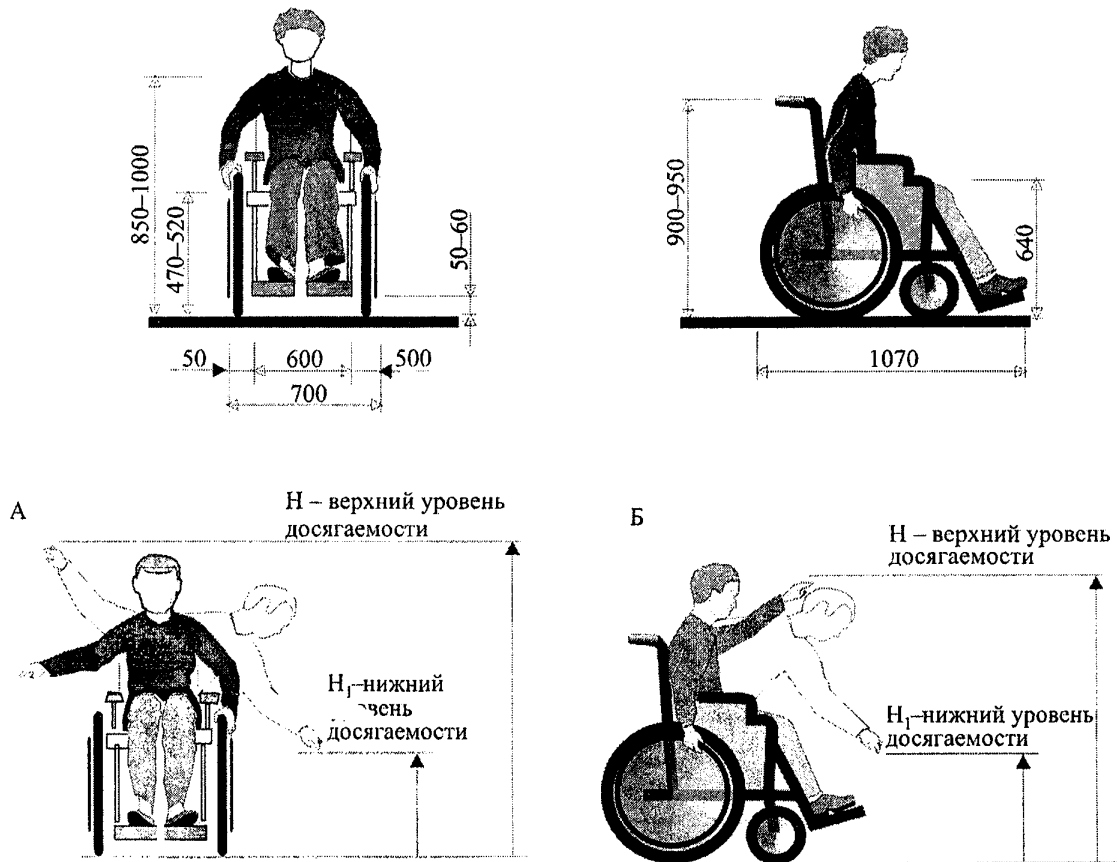 850–1000
470–520
50–60
50
600
500
700
900–950
640
1070
А
Н – верхний уровень
досягаемости
Н₁–нижний
досягаемости
Б
Н – верхний уровень
досягаемости
Н₁–нижний уровень
досягаемости